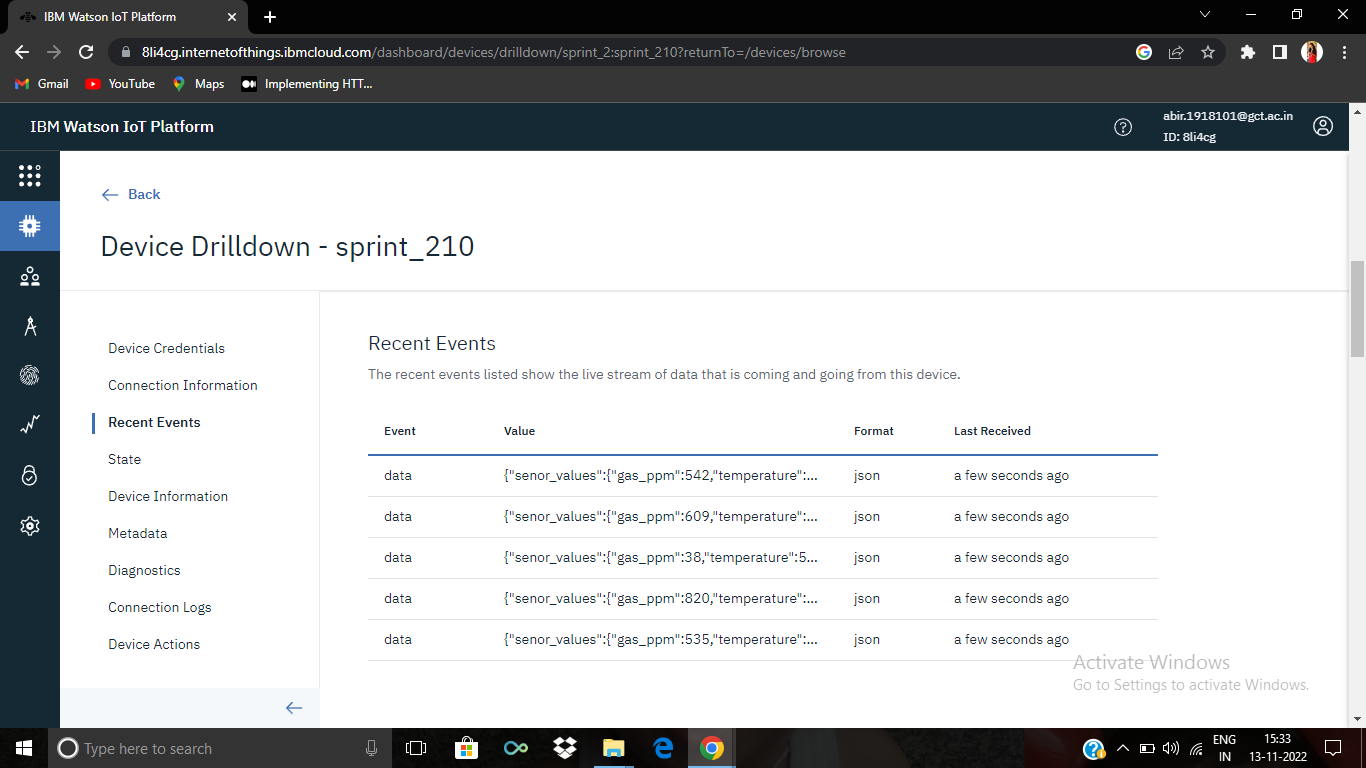 IBM Watson IoT Platform
8li4cg.internetofthings.ibmcloud.com/dashboard/devices/drilldown/sprint_2:sprint_210?returnTo=/devices/browse
Gmail YouTube Maps Implementing HTT...
IBM Watson IoT Platform
abir.1918101@gct.ac.in
ID: 8li4cg
Back
Device Drilldown - sprint_210
Device Credentials
Connection Information
Recent Events
State
Device Information
Metadata
Diagnostics
Connection Logs
Device Actions
Recent Events
The recent events listed show the live stream of data that is coming and going from this device.
Event Value Format Last Received
data {"senor_values":{"gas_ppm":542,"temperature":... json a few seconds ago
data {"senor_values":{"gas_ppm":609,"temperature":... json a few seconds ago
data {"senor_values":{"gas_ppm":38,"temperature":5... json a few seconds ago
data {"senor_values":{"gas_ppm":820,"temperature":... json a few seconds ago
data {"senor_values":{"gas_ppm":535,"temperature":... json a few seconds ago
Activate Windows
Go to Settings to activate Windows.
Type here to search
ENG
IN
15:33
13-11-2022